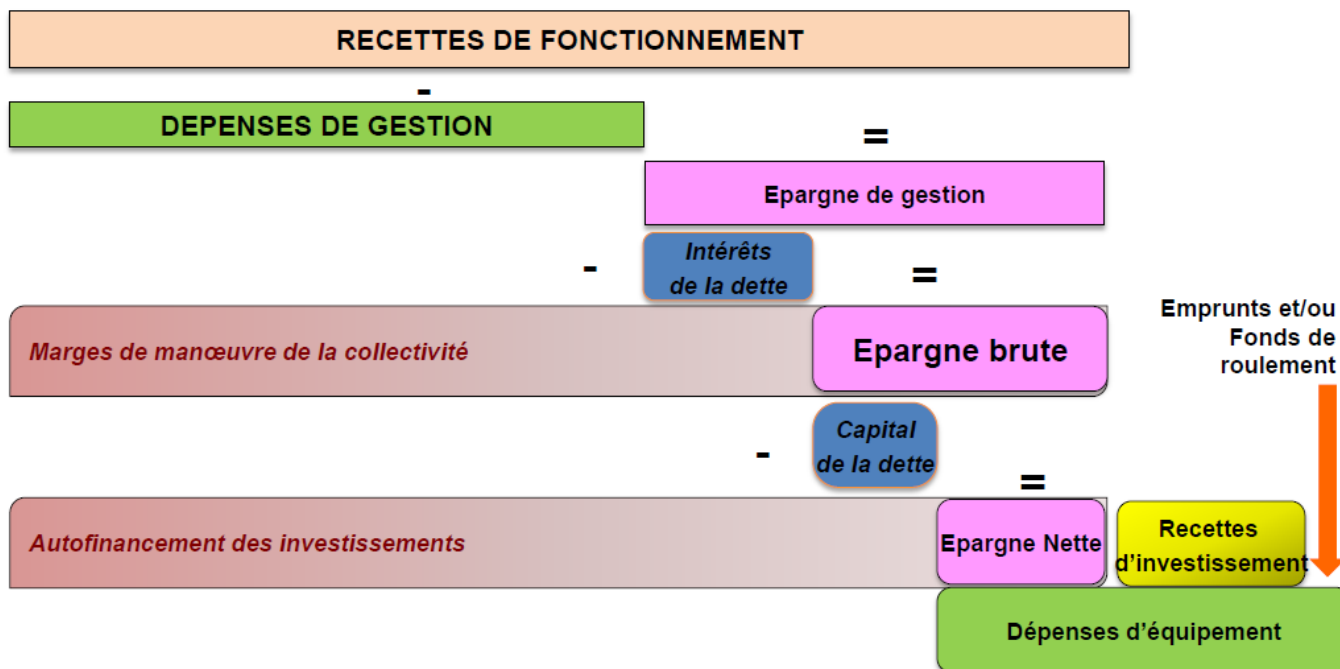 RECETTES DE FONCTIONNEMENT
-
DEPENSES DE GESTION
=
Epargne de gestion
-
Intérêts
de la dette
=
Marges de manœuvre de la collectivité
Epargne brute
Emprunts et/ou
Fonds de
roulement
-
Capital
de la dette
=
Autofinancement des investissements
Epargne Nette
Recettes
d'investissement
Dépenses d'équipement